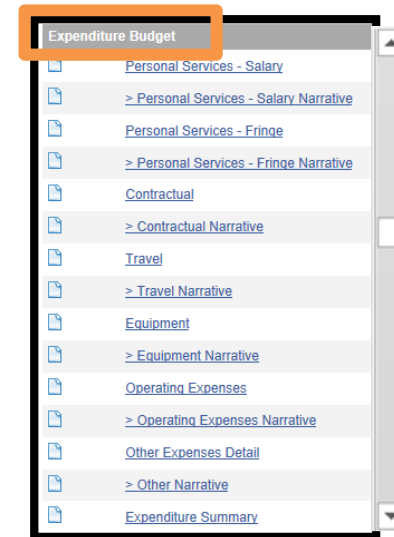 Expenditure Budget
Personal Services - Salary
> Personal Services - Salary Narrative
Personal Services - Fringe
> Personal Services - Fringe Narrative
Contractual
> Contractual Narrative
Travel
> Travel Narrative
Equipment
> Equipment Narrative
Operating Expenses
> Operating Expenses Narrative
Other Expenses Detail
> Other Narrative
Expenditure Summary